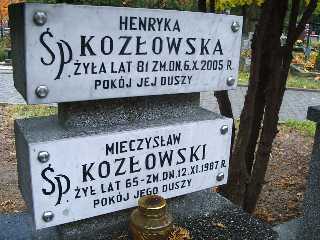 HENRYKA
ŚP. KOZŁOWSKA
ŻYŁA LAT 81 ZM. DN. 6.X.2005 R.
POKÓJ JEJ DUSZY
MIECZYSŁAW
ŚP. KOZŁOWSKI
ŻYŁ LAT 65-ZM. DN. 12.XI.1987 R.
POKÓJ JEGO DUSZY